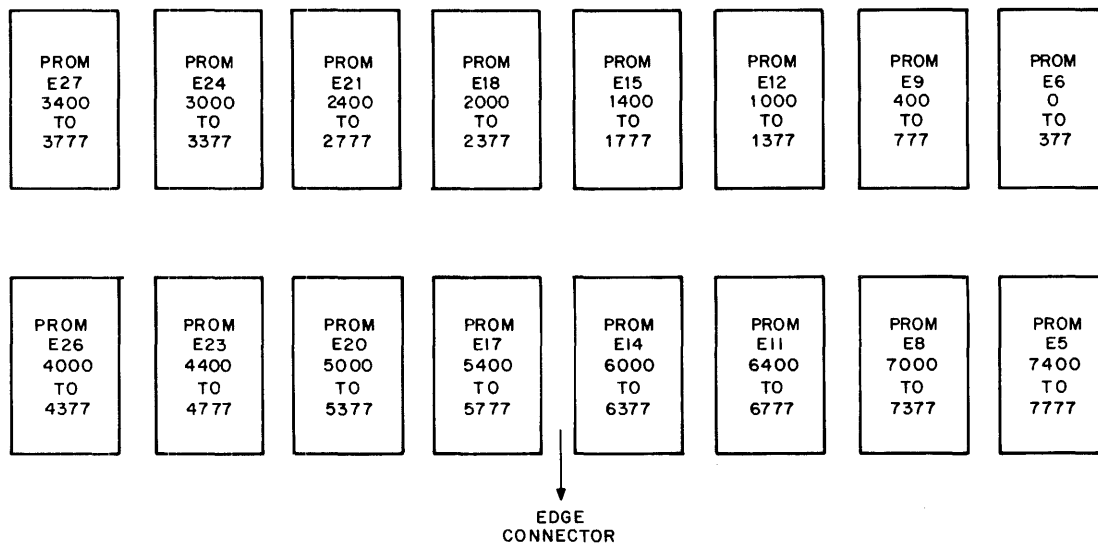 PROM
E27
3400
TO
3777
PROM
E24
3000
TO
3377
PROM
E21
2400
TO
2777
PROM
E18
2000
TO
2377
PROM
E15
1400
TO
1777
PROM
E12
1000
TO
1377
PROM
E9
400
TO
777
PROM
E6
0
TO
377
PROM
E26
4000
TO
4377
PROM
E23
4400
TO
4777
PROM
E20
5000
TO
5377
PROM
E17
5400
TO
5777
PROM
E14
6000
TO
6377
PROM
E11
6400
TO
6777
PROM
E8
7000
TO
7377
PROM
E5
7400
TO
7777
EDGE
CONNECTOR